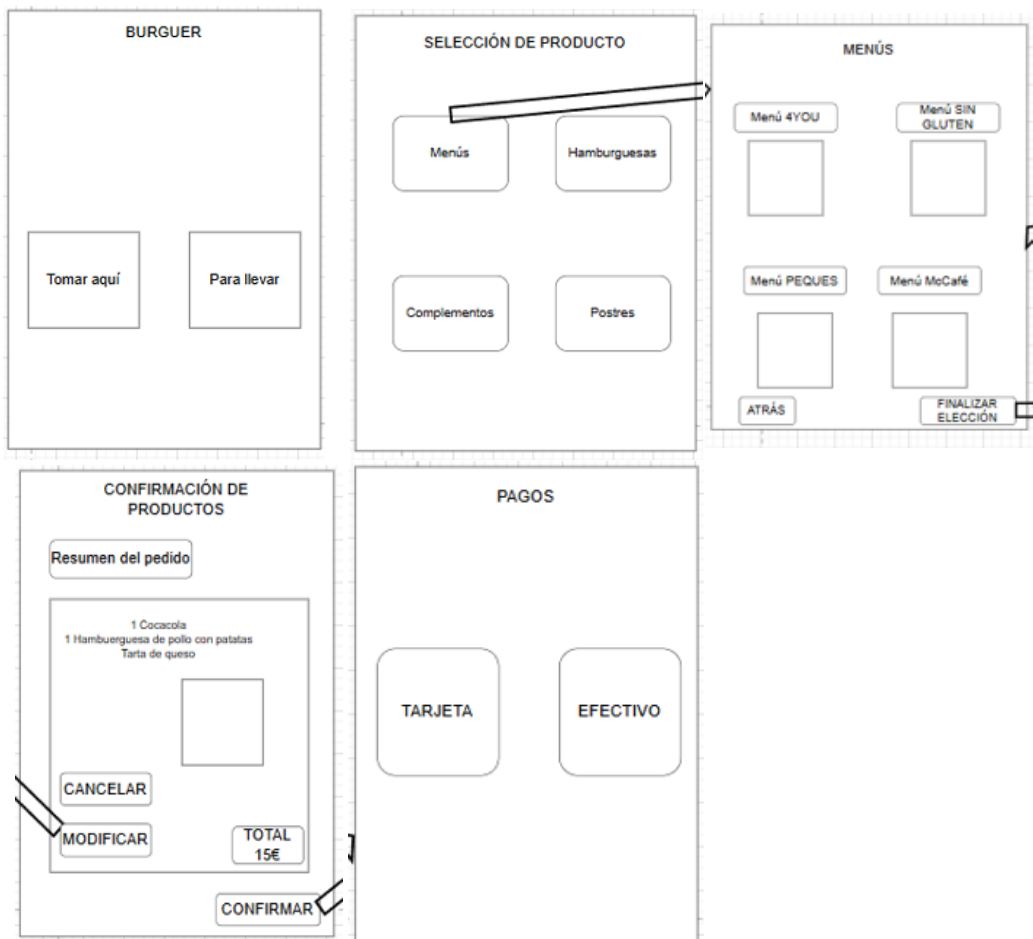 BURGUER
Tomar aquí
Para llevar
SELECCIÓN DE PRODUCTO
Menús
Hamburguesas
Complementos
Postres
MENÚS
Menú 4YOU
Menú SIN
GLUTEN
Menú PEQUES
Menú McCafé
ATRÁS
FINALIZAR
ELECCIÓN
CONFIRMACIÓN DE
PRODUCTOS
Resumen del pedido
1 Cocacola
1 Hambuerguesa de pollo con patatas
Tarta de queso
CANCELAR
MODIFICAR
TOTAL
15€
CONFIRMAR
PAGOS
TARJETA
EFECTIVO